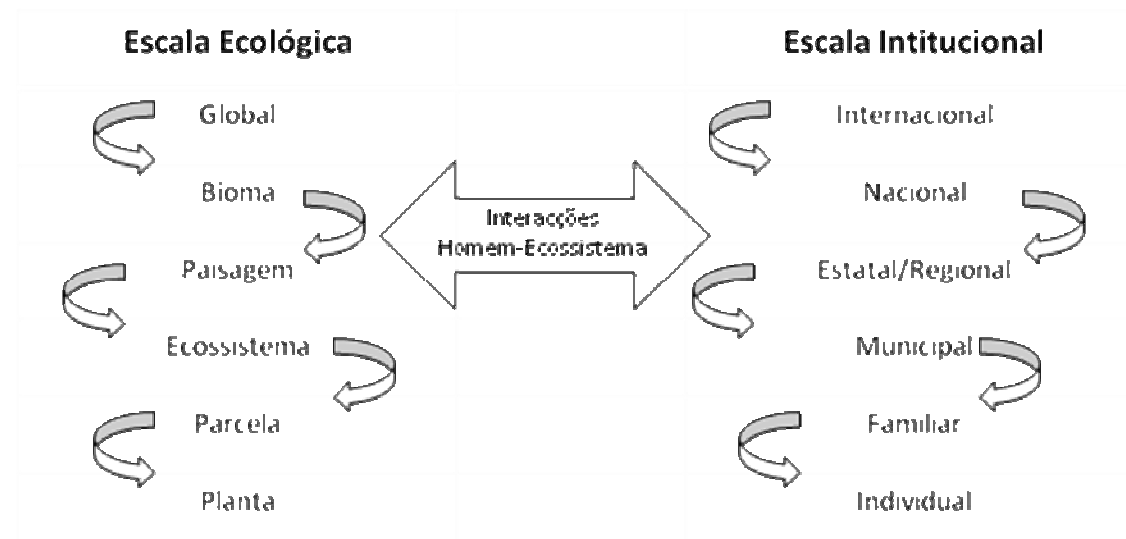 Escala Ecológica
Global
Bioma
Paisagem
Ecossistema
Parcela
Planta
Interacções
Homem-Ecossistema
Escala Intitucional
Internacional
Nacional
Estatal/Regional
Municipal
Familiar
Individual